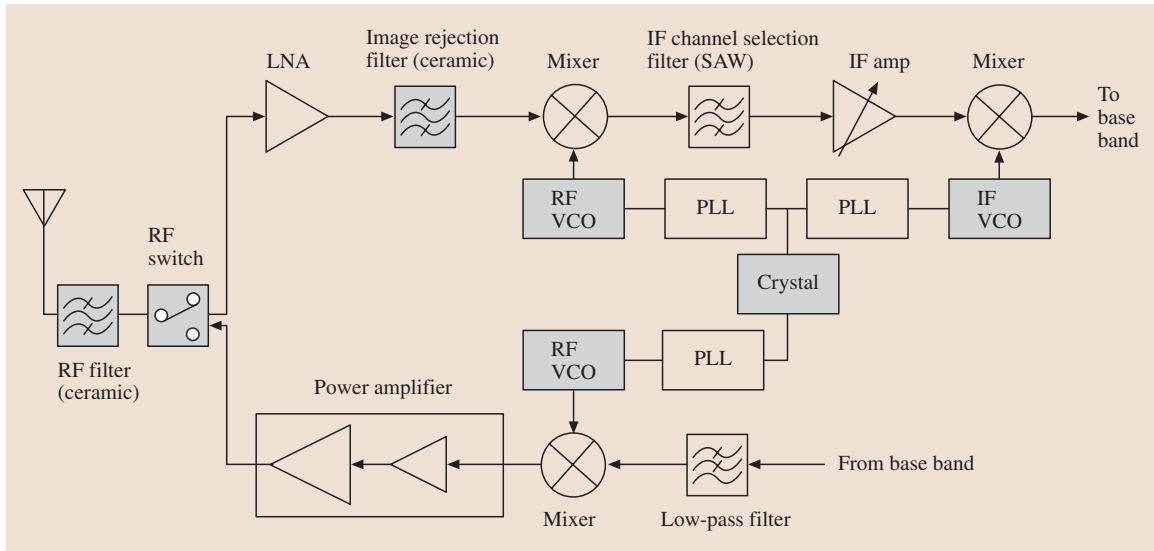 LNA
Image rejection
filter (ceramic)
Mixer
IF channel selection
filter (SAW)
IF amp
Mixer
To
base
band
RF
VCO
PLL
PLL
IF
VCO
RF
switch
Crystal
RF filter
(ceramic)
RF
VCO
PLL
Power amplifier
From base band
Mixer
Low-pass filter